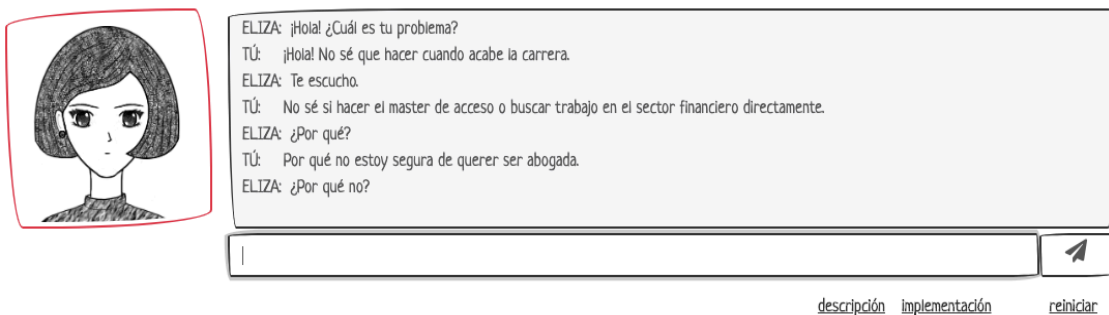 ELIZA: ¡Hola! ¿Cuál es tu problema?
TÚ: ¡Hola! No sé que hacer cuando acabe la carrera.
ELIZA: Te escucho.
TÚ: No sé si hacer el master de acceso o buscar trabajo en el sector financiero directamente.
ELIZA: ¿Por qué?
TÚ: Por qué no estoy segura de querer ser abogada.
ELIZA: ¿Por qué no?
descripción implementación reiniciar